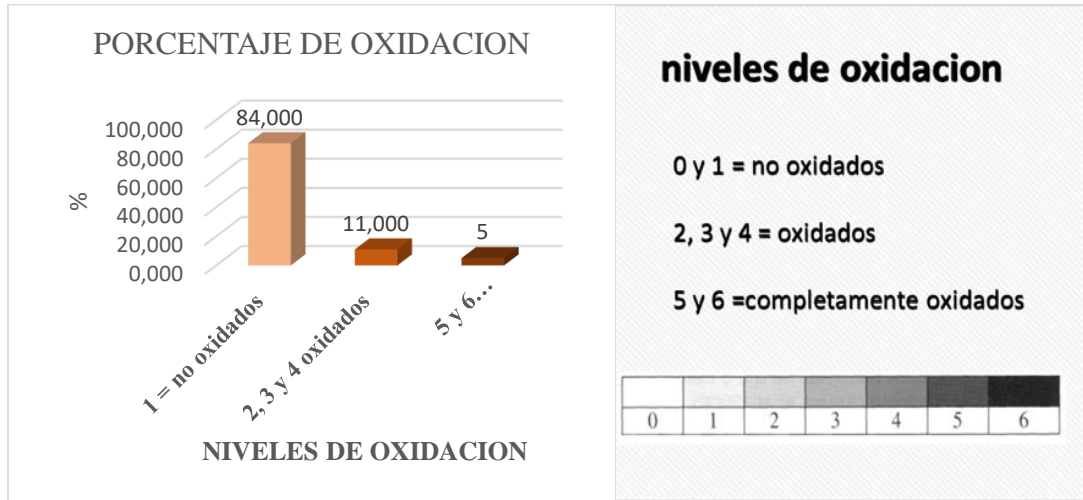 PORCENTAJE DE OXIDACION
84,000
11,000
5
100,000
80,000
60,000
40,000
20,000
0,000
%
1 = no oxidados
2, 3 y 4 oxidados
5 y 6...
NIVELES DE OXIDACION
niveles de oxidacion
0 y 1 = no oxidados
2, 3 y 4 = oxidados
5 y 6 =completamente oxidados
0 1 2 3 4 5 6